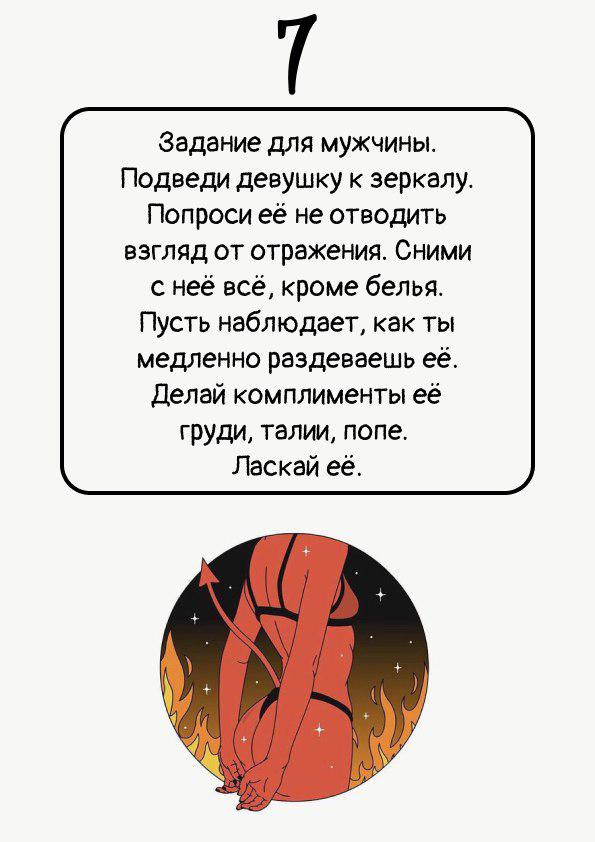 7
Задание для мужчины.
Подведи девушку к зеркалу.
Попроси её не отводить
взгляд от отражения. Сними
с неё всё, кроме белья.
Пусть наблюдает, как ты
медленно раздеваешь её.
Делай комплименты её
груди, талии, попе.
Ласкай её.